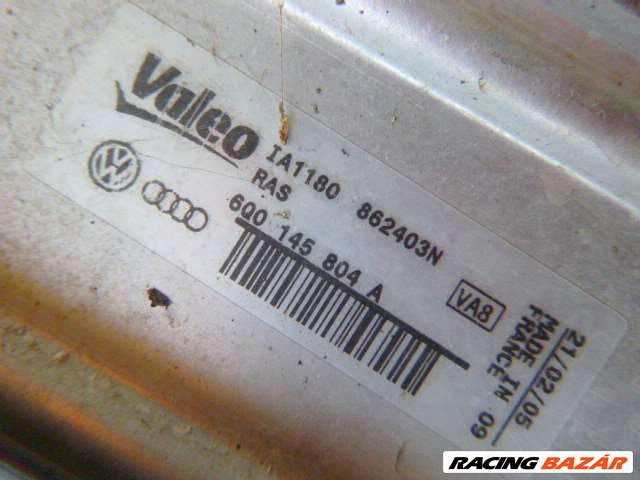 Valeo
IA1180 862403N
RAS
6Q0 145 804 A
VA8
21/02/05
MADE IN 09
FRANCE
RACING BAZÁR